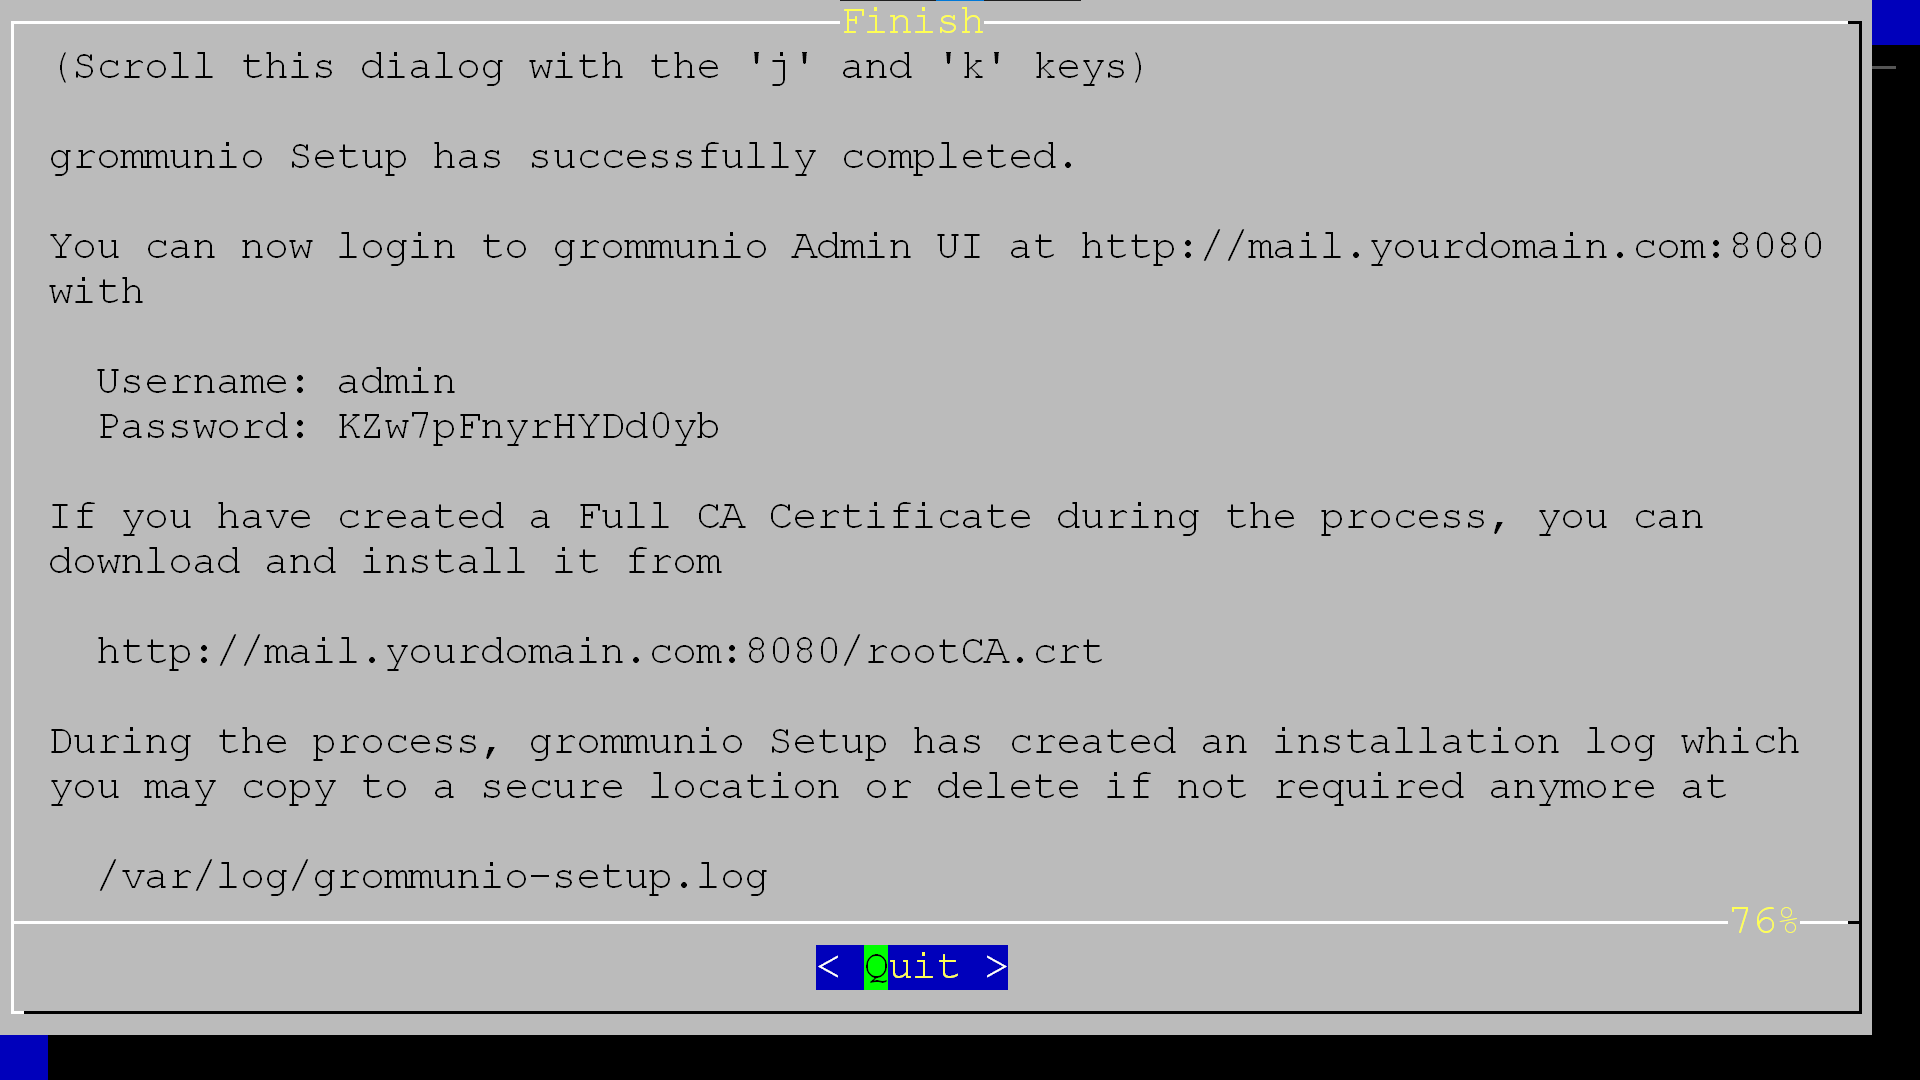 Finish
(Scroll this dialog with the 'j' and 'k' keys)
grommunio Setup has successfully completed.
You can now login to grommunio Admin UI at http://mail.yourdomain.com:8080
with
Username: admin
Password: KZw7pFnyrHYDd0yb
If you have created a Full CA Certificate during the process, you can
download and install it from
http://mail.yourdomain.com:8080/rootCA.crt
During the process, grommunio Setup has created an installation log which
you may copy to a secure location or delete if not required anymore at
/var/log/grommunio-setup.log
76%
< Quit >